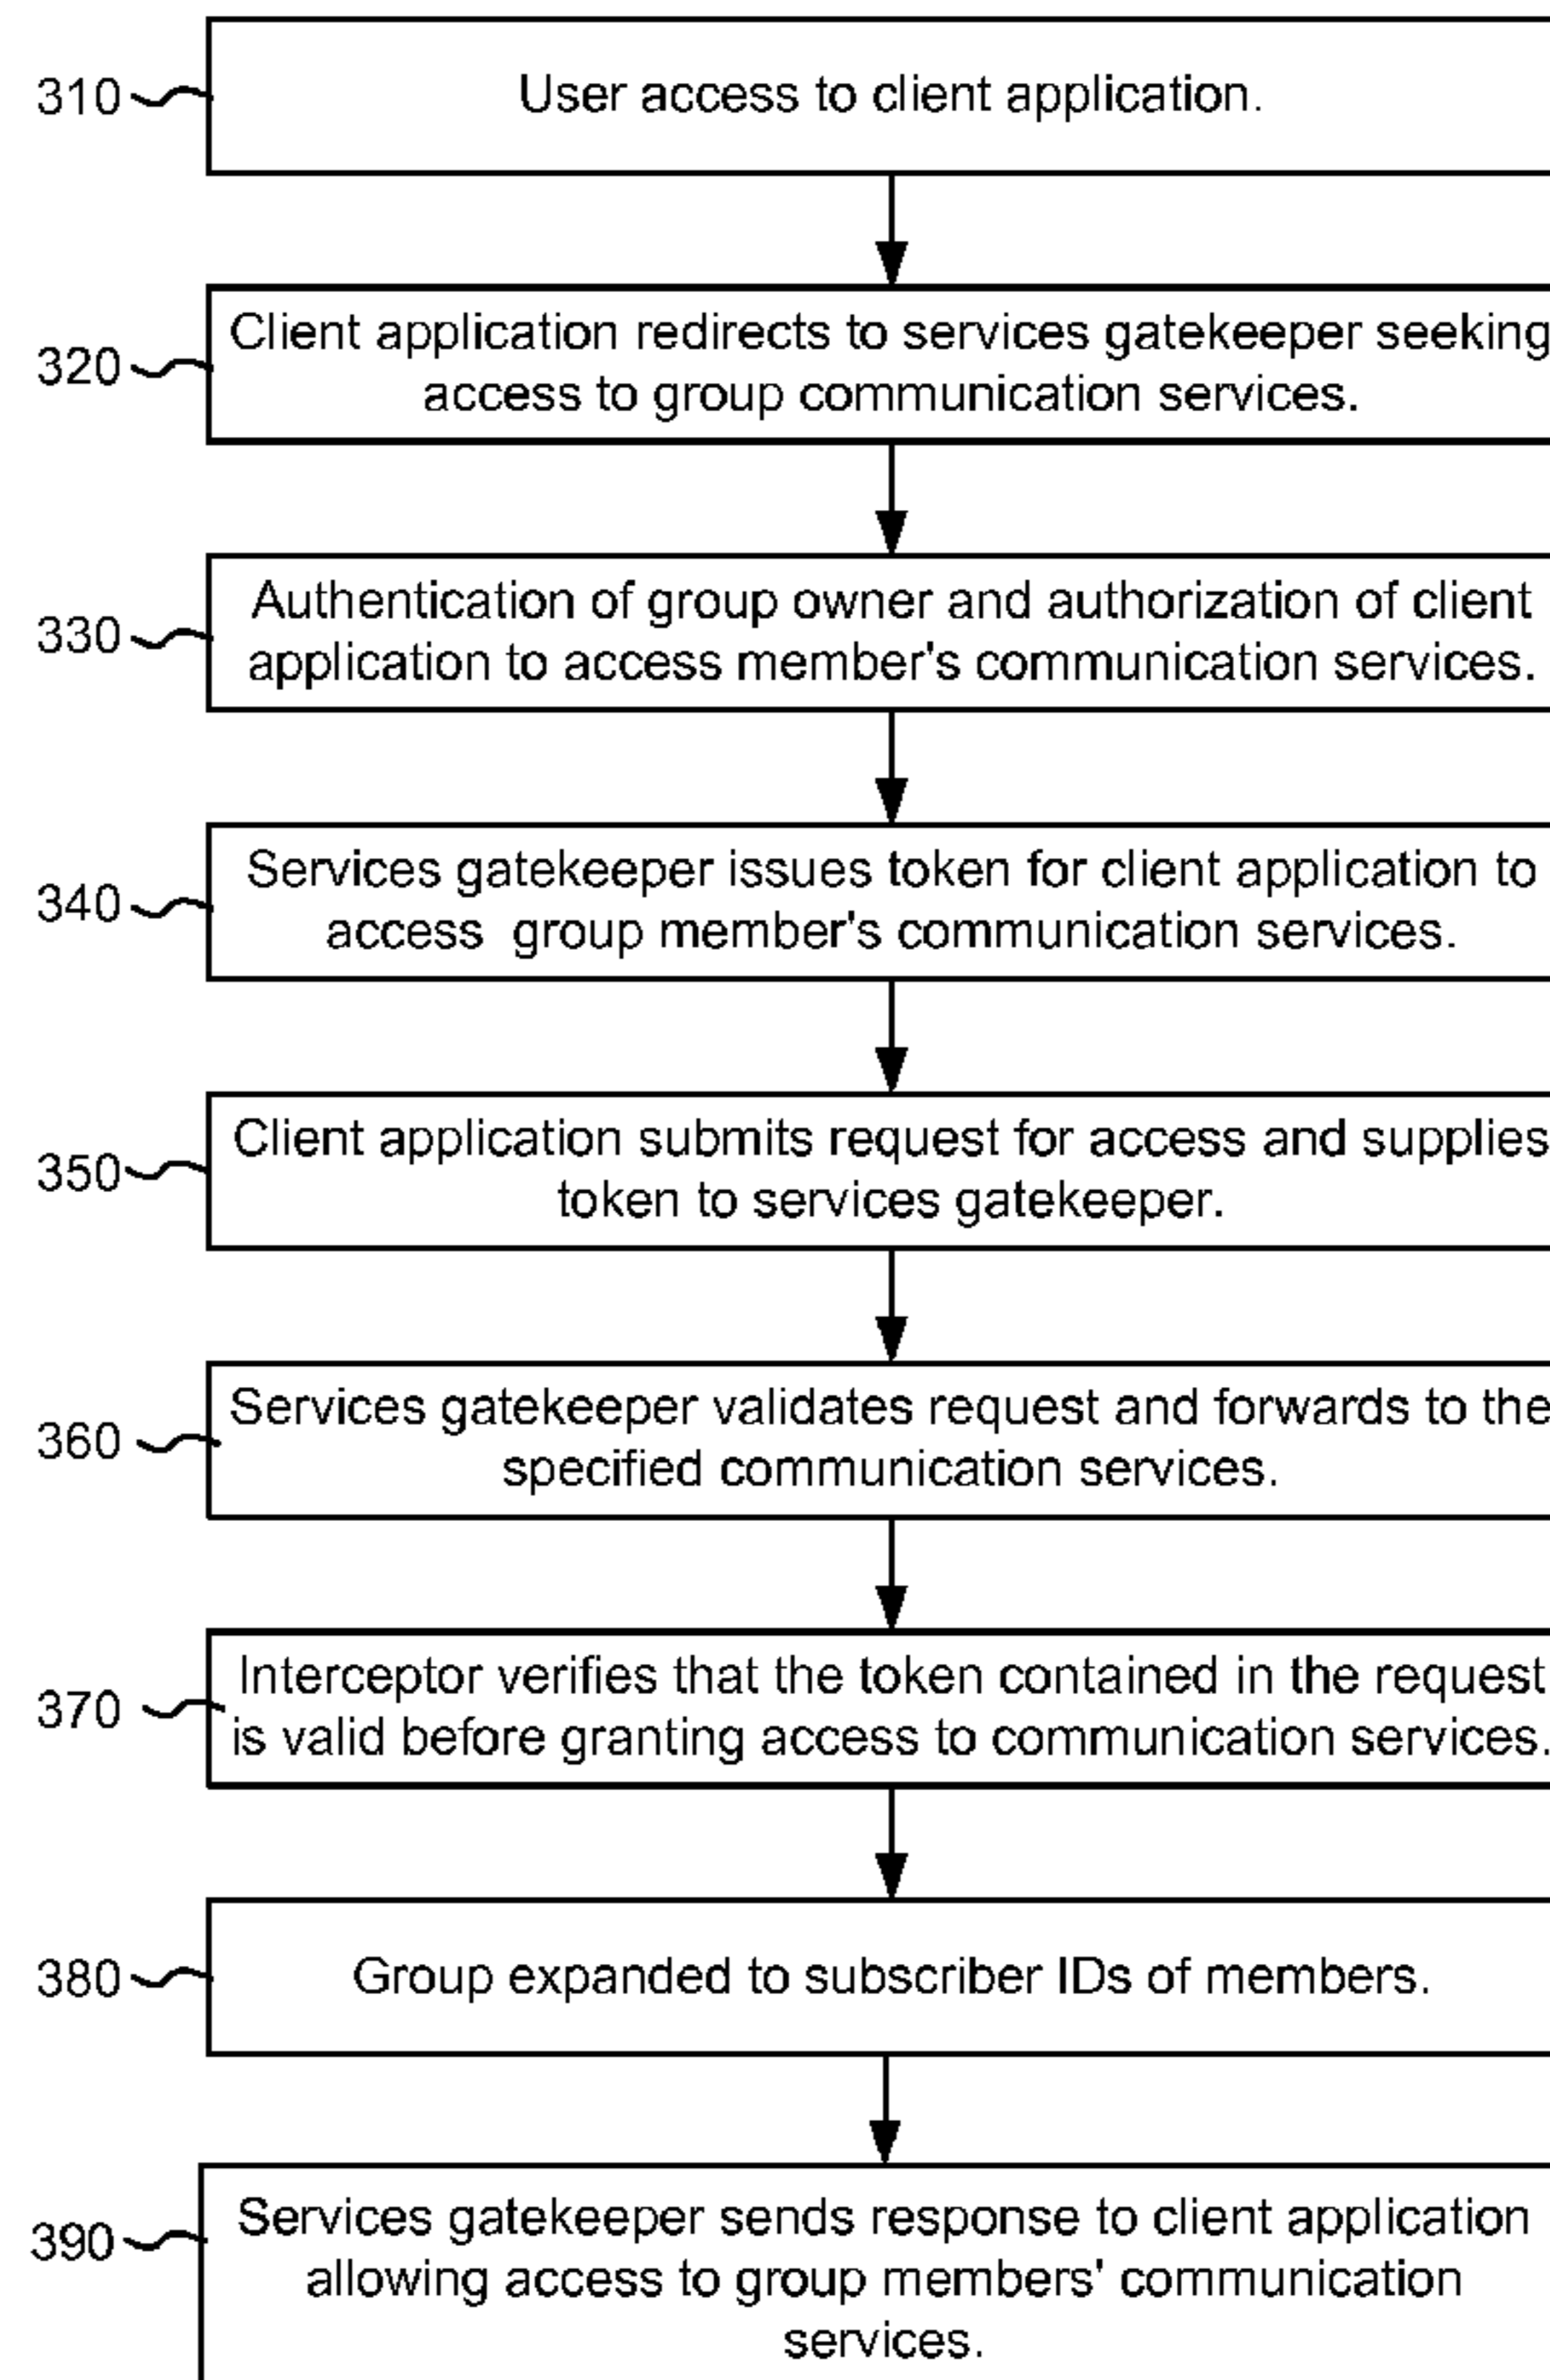 310
User access to client application.
320
Client application redirects to services gatekeeper seeking
access to group communication services.
330
Authentication of group owner and authorization of client
application to access member's communication services.
340
Services gatekeeper issues token for client application to
access  group member's communication services.
350
Client application submits request for access and supplies
token to services gatekeeper.
360
Services gatekeeper validates request and forwards to the
specified communication services.
370
Interceptor verifies that the token contained in the request
is valid before granting access to communication services.
380
Group expanded to subscriber IDs of members.
390
Services gatekeeper sends response to client application
allowing access to group members' communication
services.